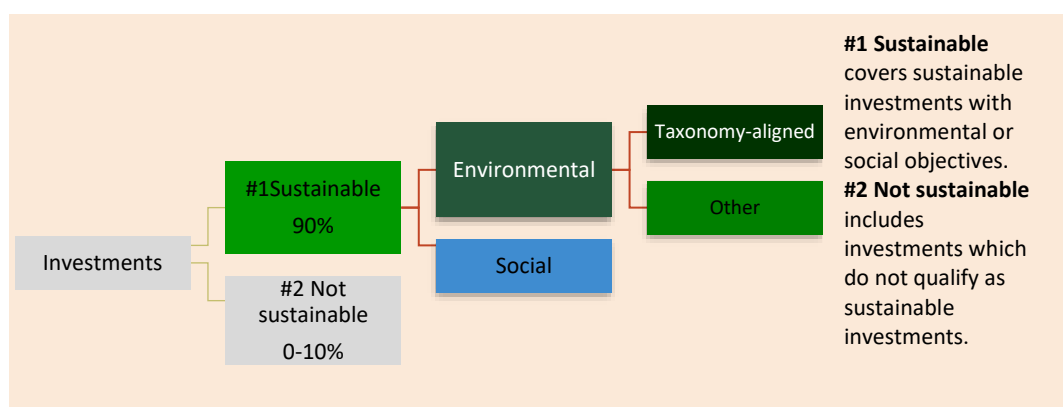 Investments
#1Sustainable
90%
#2 Not
sustainable
0-10%
Environmental
Social
Taxonomy-aligned
Other
#1 Sustainable
covers sustainable
investments with
environmental or
social objectives.
#2 Not sustainable
includes
investments which
do not qualify as
sustainable
investments.